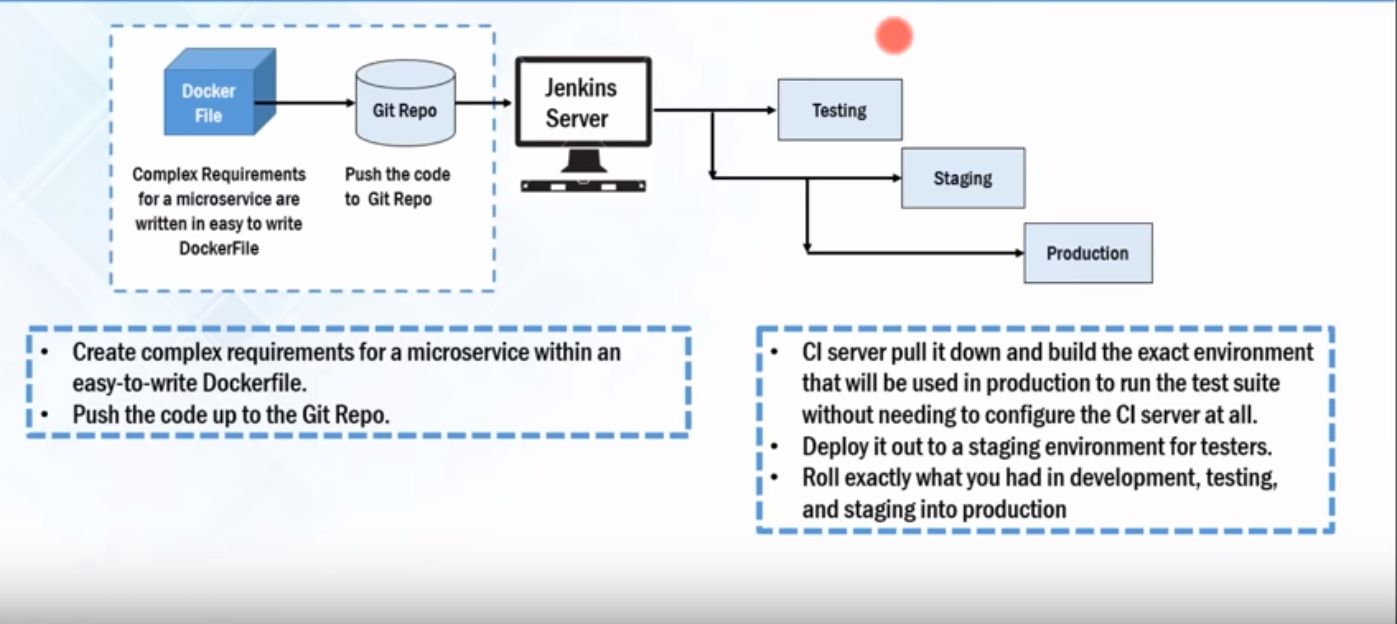 Docker
File
Git Repo
Jenkins
Server
Testing
Staging
Production
Complex Requirements
for a microservice are
written in easy to write
DockerFile
Push the code
to Git Repo
• Create complex requirements for a microservice within an
easy-to-write Dockerfile.
• Push the code up to the Git Repo.
• CI server pull it down and build the exact environment
that will be used in production to run the test suite
without needing to configure the CI server at all.
• Deploy it out to a staging environment for testers.
• Roll exactly what you had in development, testing,
and staging into production